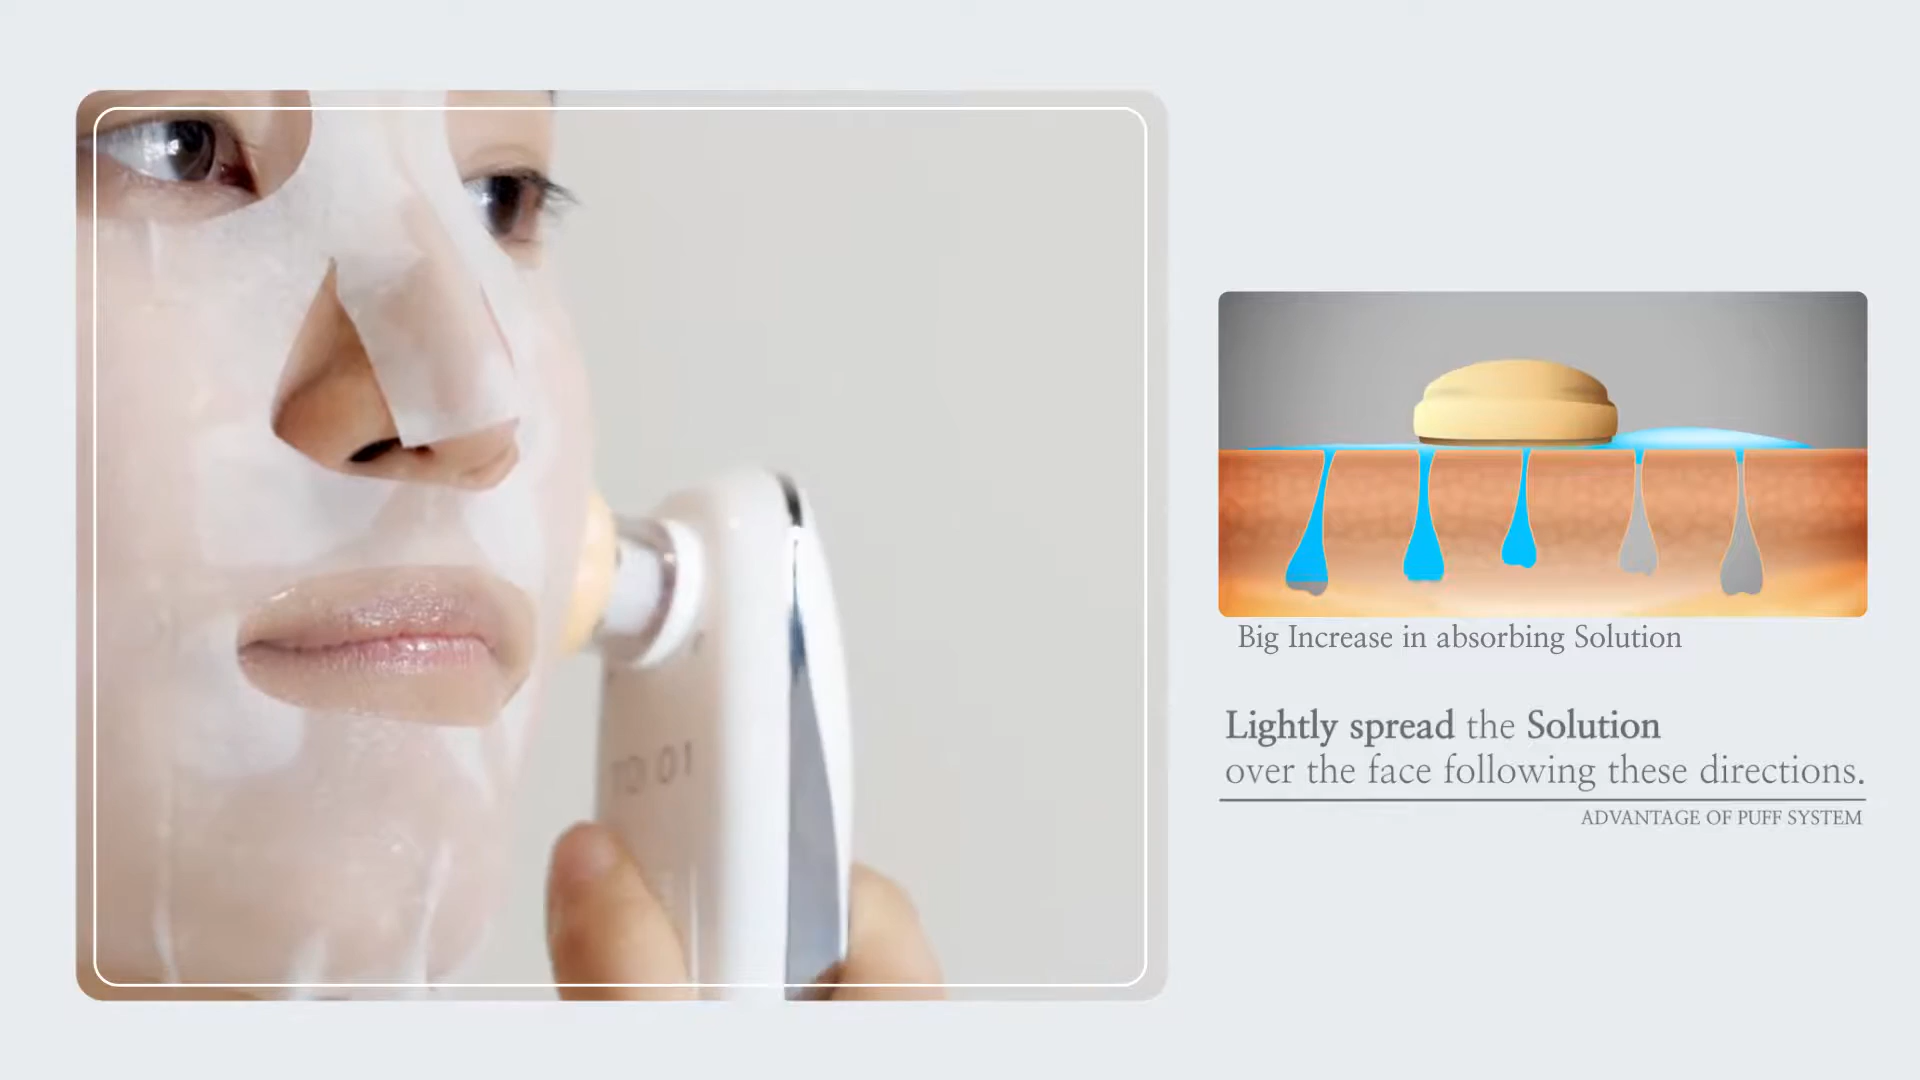 Big Increase in absorbing Solution
Lightly spread the Solution
over the face following these directions.
ADVANTAGE OF PUFF SYSTEM